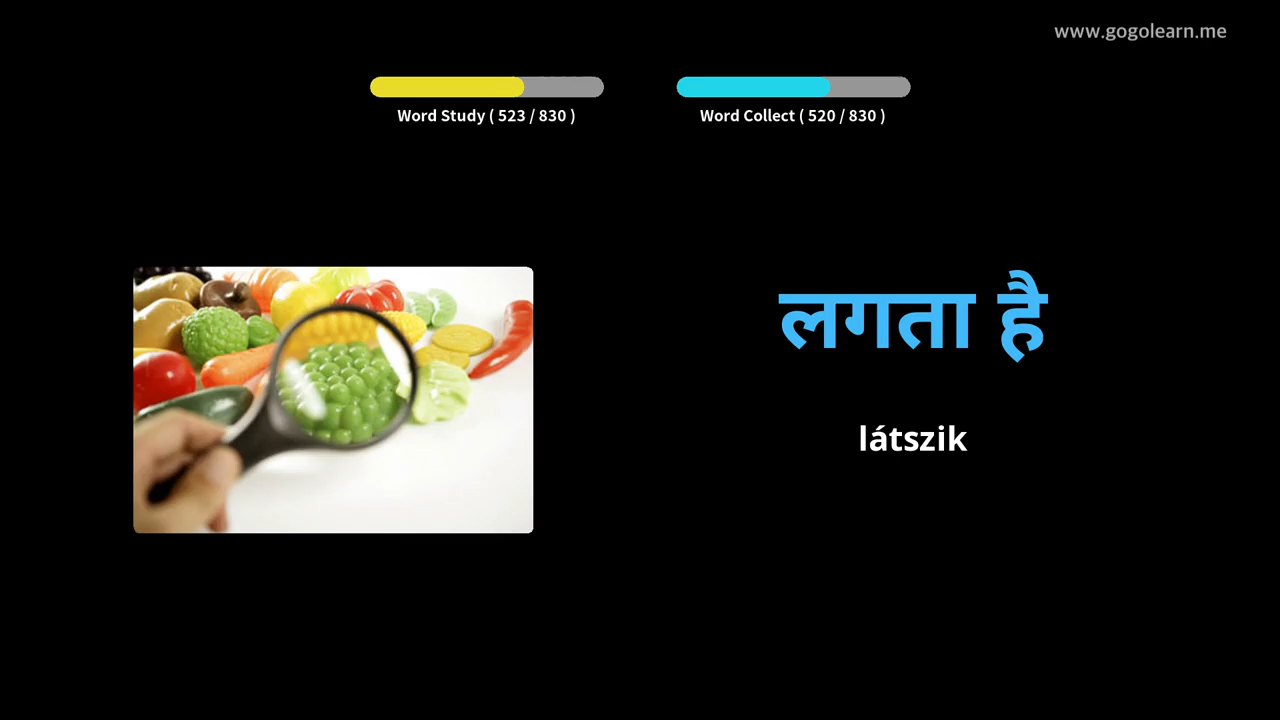 www.gogolearn.me
Word Study ( 523 / 830 )
Word Collect ( 520 / 830 )
लगता है
látszik